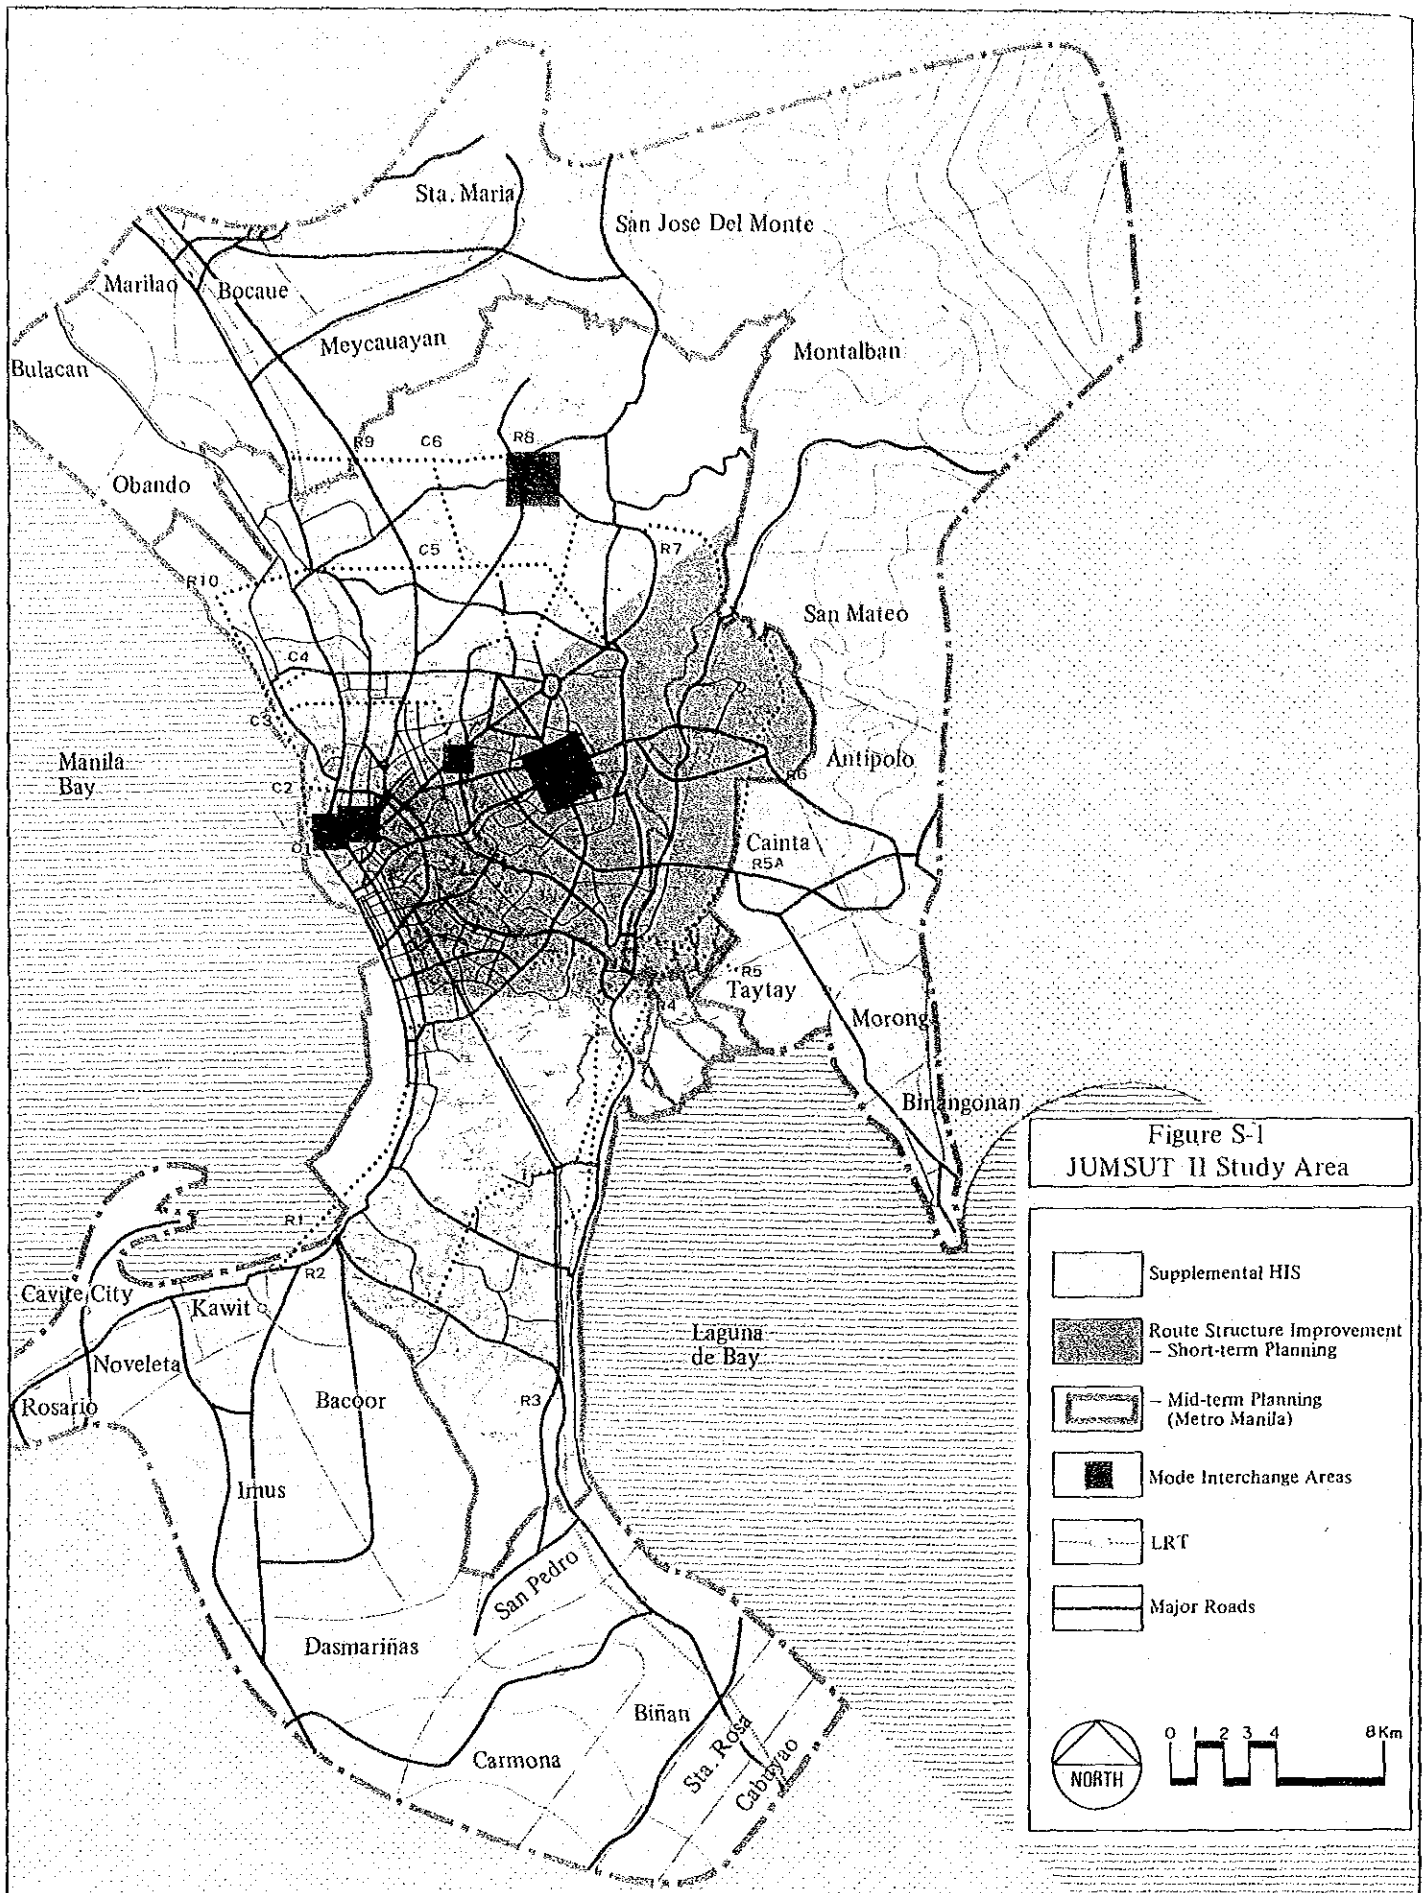 Sta. Maria
San Jose Del Monte
Marilao
Bocaue
Meycauayan
Montalban
Bulacan
R9
C6
R8
Obando
C5
R7
R10
San Mateo
C4
C3
Manila
Bay
Antipolo
R6
C2
Cainta
R5A
C1
R5
Taytay
R4
Morong
Binangonan
Figure S-1
JUMSUT II Study Area
R1
R2
Supplemental HIS
Cavite City
Kawit
Route Structure Improvement
– Short-term Planning
Laguna
de Bay
Noveleta
Bacoor
R3
Rosario
– Mid-term Planning
(Metro Manila)
Mode Interchange Areas
Imus
LRT
San Pedro
Major Roads
Dasmariñas
Biñan
Sta. Rosa
Carmona
Cabuyao
0 1 2 3 4 8Km
NORTH